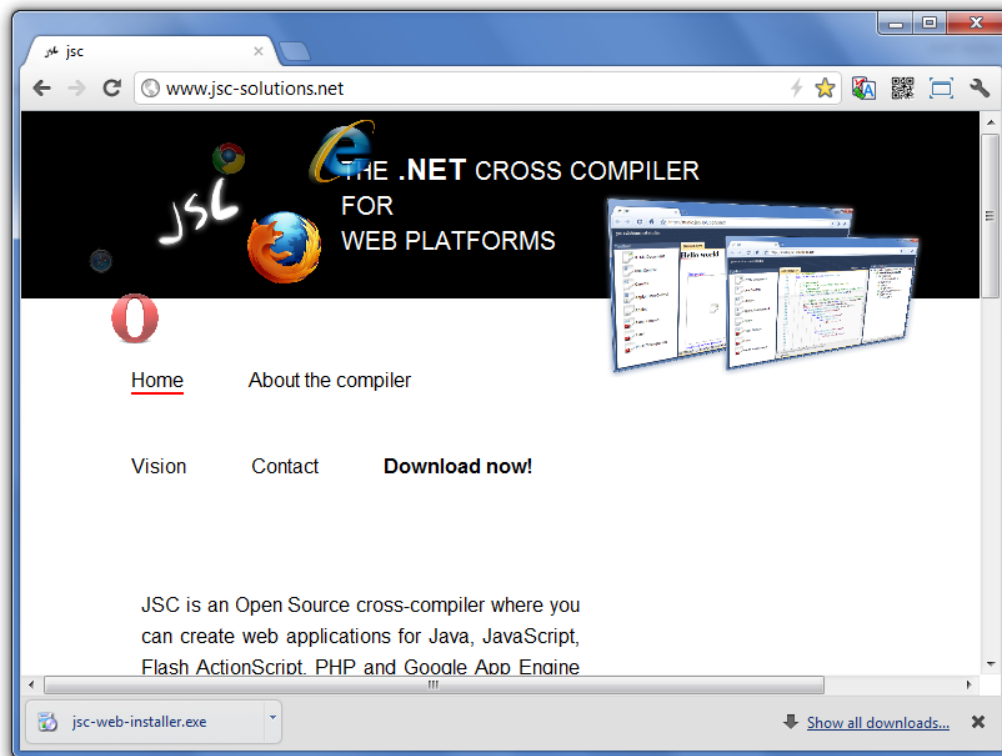 jsc
www.jsc-solutions.net
JSC
THE .NET CROSS COMPILER
FOR
WEB PLATFORMS
Hello world
Home About the compiler
Vision Contact Download now!
JSC is an Open Source cross-compiler where you
can create web applications for Java, JavaScript,
Flash ActionScript, PHP and Google App Engine
jsc-web-installer.exe Show all downloads...